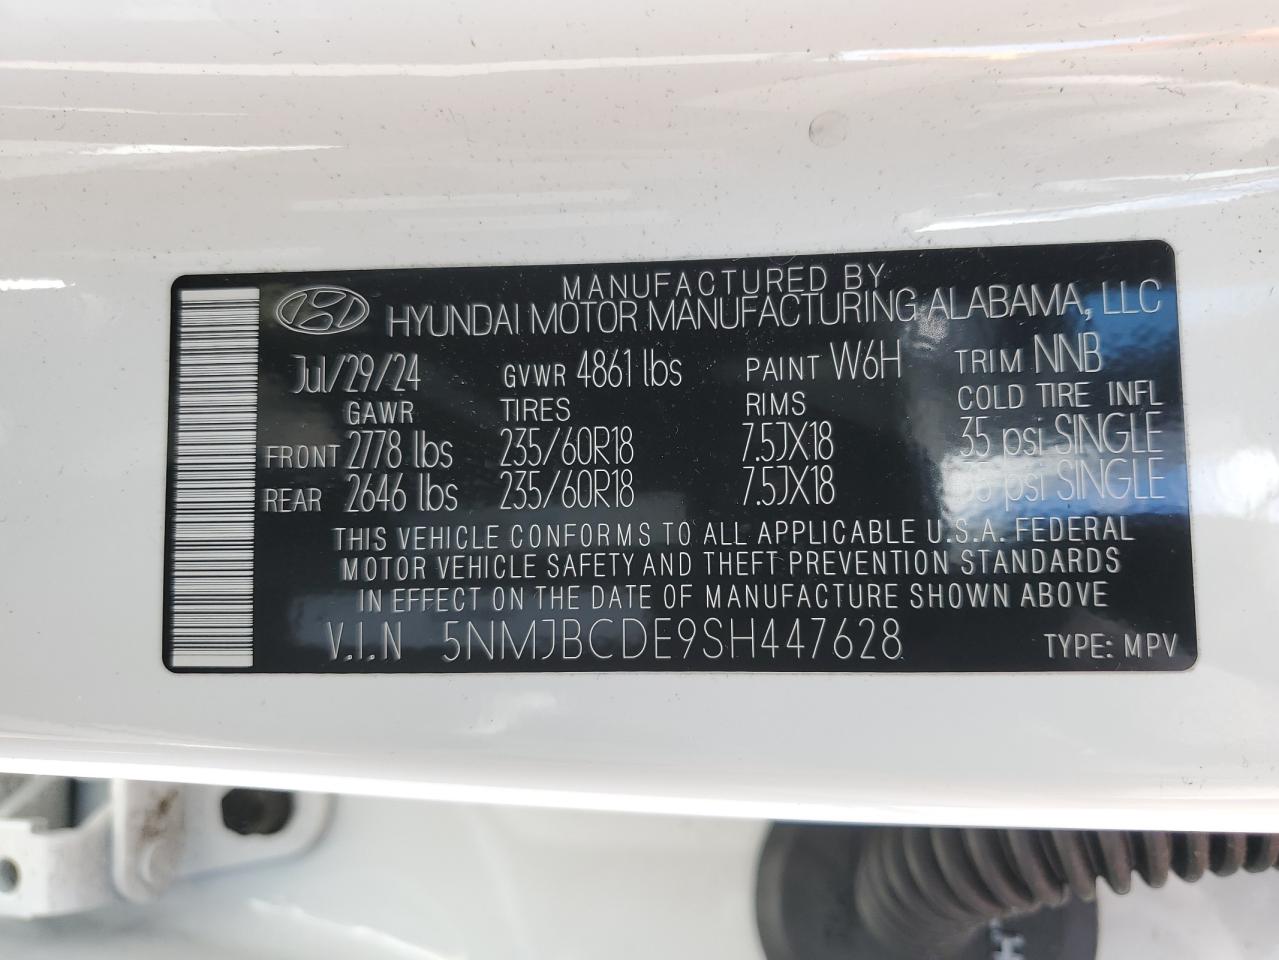 MANUFACTURED BY
HYUNDAI MOTOR MANUFACTURING ALABAMA, LLC
Jul/29/24 GVWR 4861 lbs PAINT W6H TRIM NNB
GAWR TIRES RIMS COLD TIRE INFL
FRONT 2778 lbs 235/60R18 7.5JX18 35 psi SINGLE
REAR 2646 lbs 235/60R18 7.5JX18 35 psi SINGLE
THIS VEHICLE CONFORMS TO ALL APPLICABLE U.S.A. FEDERAL
MOTOR VEHICLE SAFETY AND THEFT PREVENTION STANDARDS
IN EFFECT ON THE DATE OF MANUFACTURE SHOWN ABOVE
V.I.N 5NMJBCDE9SH447628 TYPE: MPV